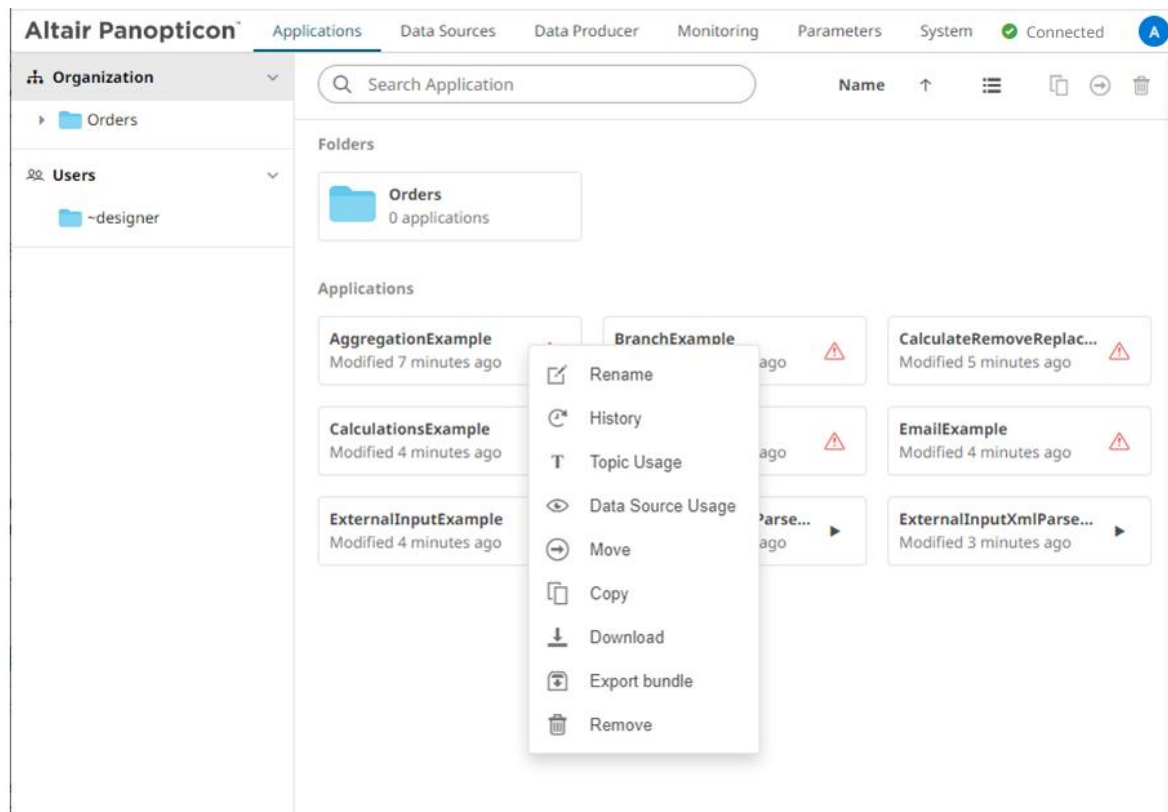 Altair Panopticon™ Applications Data Sources Data Producer Monitoring Parameters System Connected A
Organization
Orders
Users
~designer
Search Application Name
Folders
Orders
0 applications
Applications
AggregationExample
Modified 7 minutes ago
BranchExample
ago
CalculateRemoveReplac...
Modified 5 minutes ago
CalculationsExample
Modified 4 minutes ago
ago
EmailExample
Modified 4 minutes ago
ExternalInputExample
Modified 4 minutes ago
Parse...
ago
ExternalInputXmlParse...
Modified 3 minutes ago
Rename
History
T Topic Usage
Data Source Usage
Move
Copy
Download
Export bundle
Remove